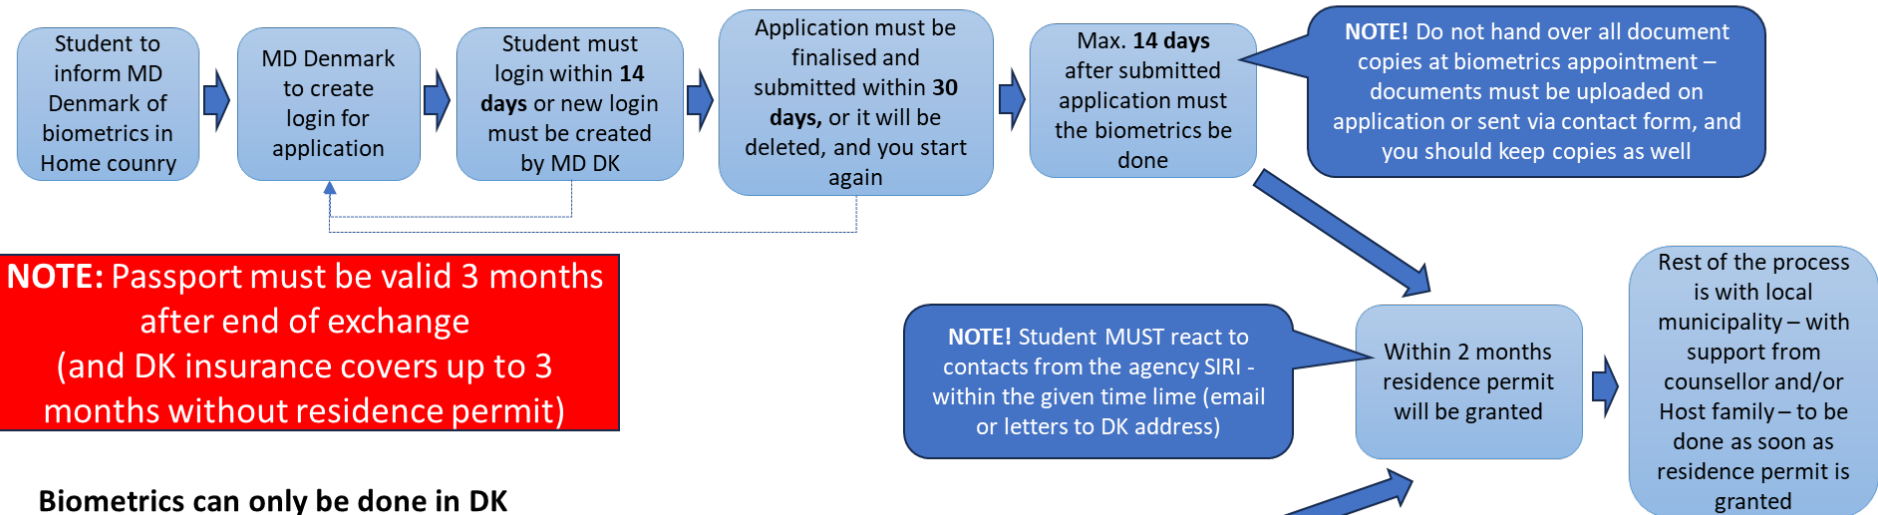 Student to
inform MD
Denmark of
biometrics in
Home counry
MD Denmark
to create
login for
application
Student must
login within 14
days or new login
must be created
by MD DK
Application must be
finalised and
submitted within 30
days, or it will be
deleted, and you start
again
Max. 14 days
after submitted
application must
the biometrics be
done
NOTE! Do not hand over all document
copies at biometrics appointment –
documents must be uploaded on
application or sent via contact form, and
you should keep copies as well
NOTE: Passport must be valid 3 months
after end of exchange
(and DK insurance covers up to 3
months without residence permit)
NOTE! Student MUST react to
contacts from the agency SIRI -
within the given time lime (email
or letters to DK address)
Within 2 months
residence permit
will be granted
Rest of the process
is with local
municipality – with
support from
counsellor and/or
Host family – to be
done as soon as
residence permit is
granted
Biometrics can only be done in DK